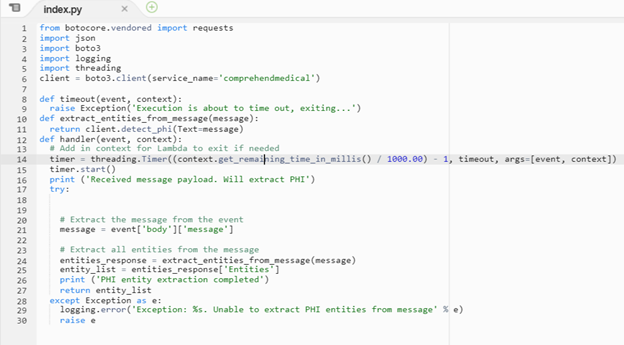 index.py
1 from botocore.vendored import requests
2 import json
3 import boto3
4 import logging
5 import threading
6 client = boto3.client(service_name='comprehendmedical')
7
8 def timeout(event, context):
9 raise Exception('Execution is about to time out, exiting...')
10 def extract_entities_from_message(message):
11 return client.detect_phi(Text=message)
12 def handler(event, context):
13 # Add in context for Lambda to exit if needed
14 timer = threading.Timer((context.get_remaining_time_in_millis() / 1000.00) - 1, timeout, args=[event, context])
15 timer.start()
16 print ('Received message payload. Will extract PHI')
17 try:
18
19
20 # Extract the message from the event
21 message = event['body']['message']
22
23 # Extract all entities from the message
24 entities_response = extract_entities_from_message(message)
25 entity_list = entities_response['Entities']
26 print ('PHI entity extraction completed')
27 return entity_list
28 except Exception as e:
29 logging.error('Exception: %s. Unable to extract PHI entities from message' % e)
30 raise e